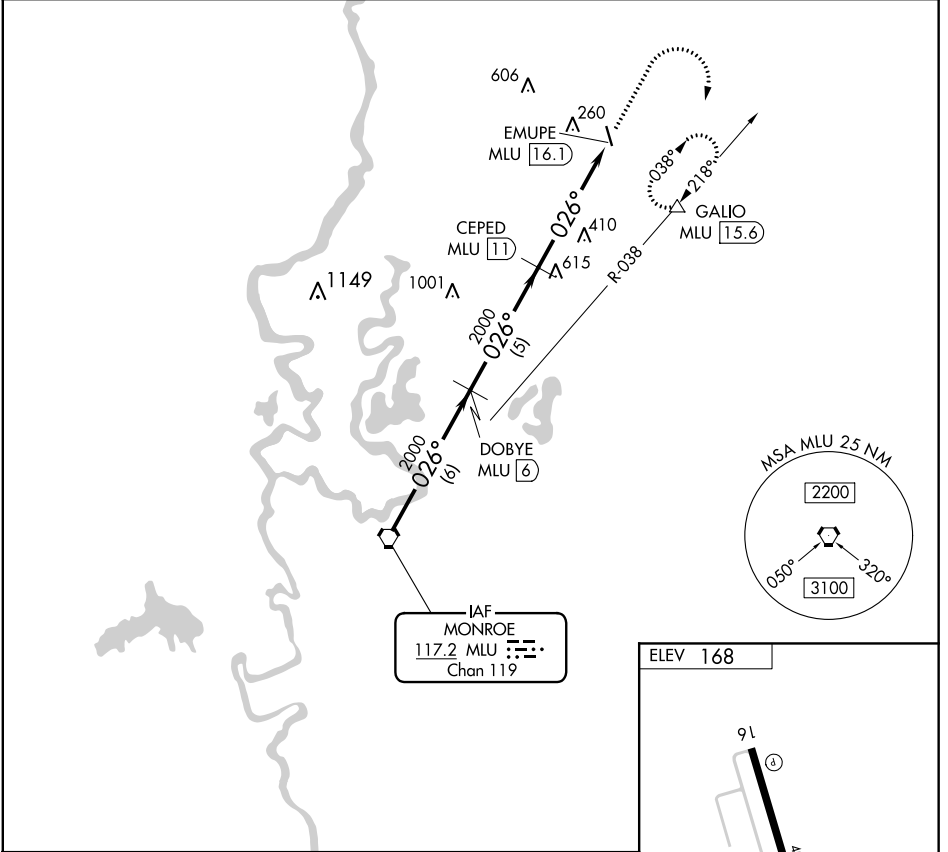 606
260
EMUPE
MLU 16.1
038°
218°
GALIO
MLU 15.6
026°
CEPED
MLU 11
410
615
R-038
1149
1001
2000
026°
(5)
DOBYE
MLU 6
2000
026°
(6)
MSA MLU 25 NM
2200
050°
320°
3100
IAF
MONROE
117.2 MLU
Chan 119
ELEV 168
16
P
A